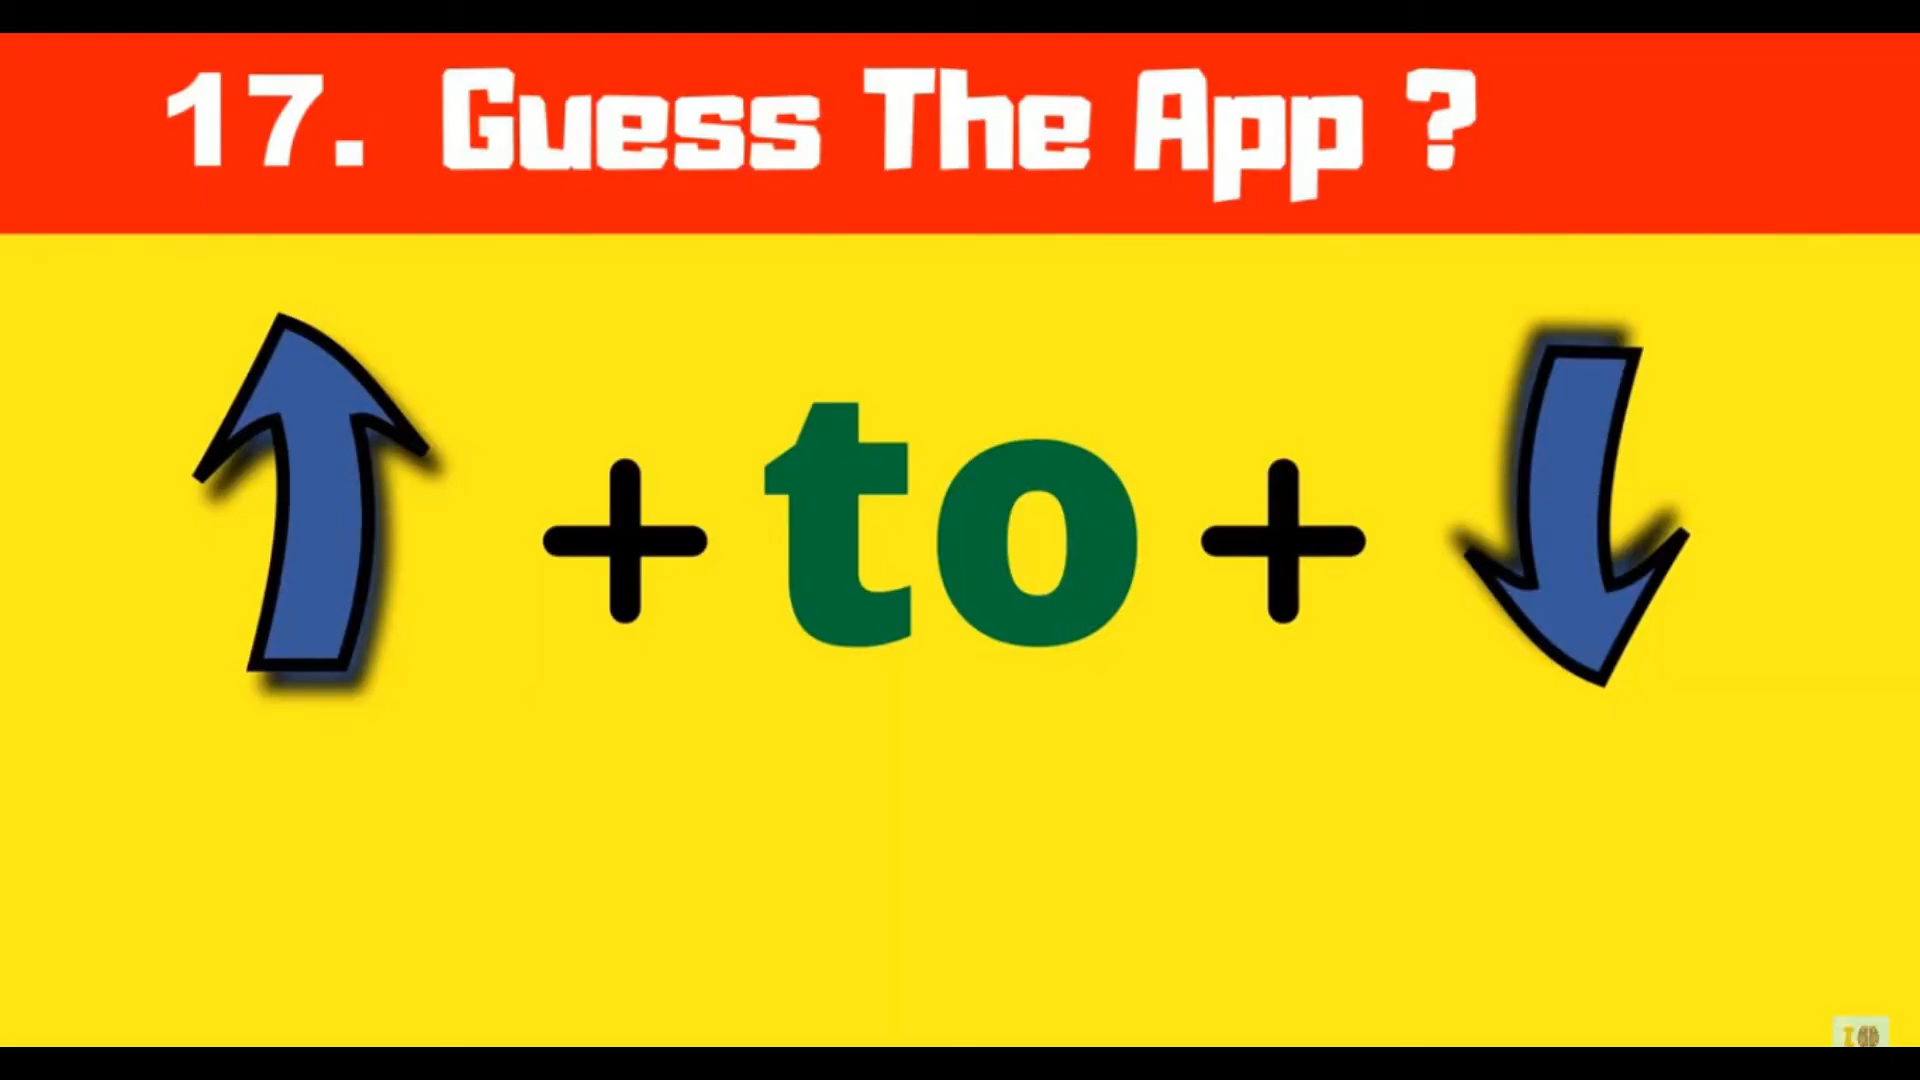 17. Guess The App ?
+ to +